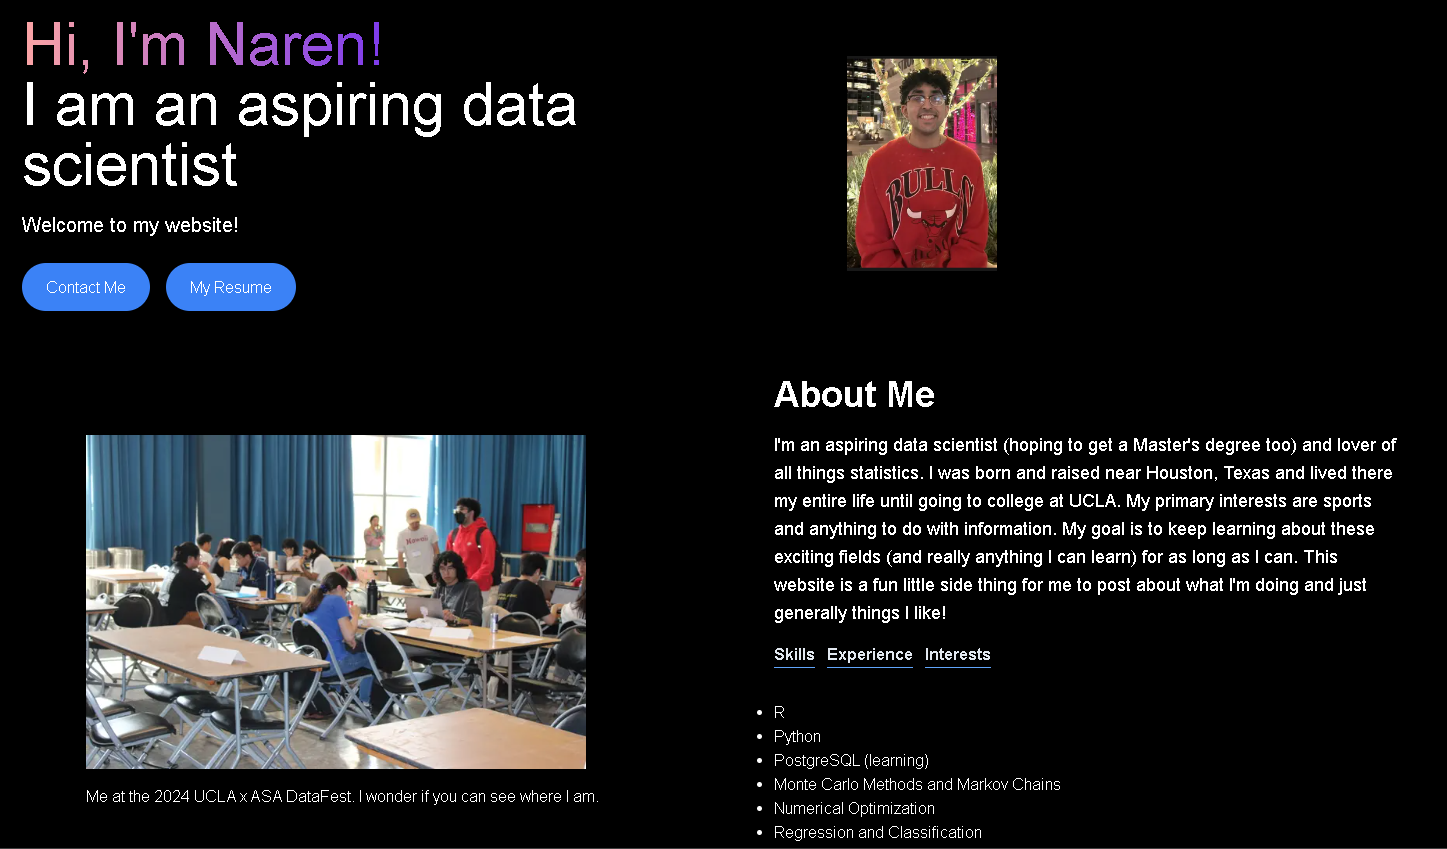 Hi, I'm Naren!
I am an aspiring data
scientist
Welcome to my website!
Contact Me
My Resume
BULLS
About Me
I'm an aspiring data scientist (hoping to get a Master's degree too) and lover of
all things statistics. I was born and raised near Houston, Texas and lived there
my entire life until going to college at UCLA. My primary interests are sports
and anything to do with information. My goal is to keep learning about these
exciting fields (and really anything I can learn) for as long as I can. This
website is a fun little side thing for me to post about what I'm doing and just
generally things I like!
Skills Experience Interests
• R
• Python
• PostgreSQL (learning)
• Monte Carlo Methods and Markov Chains
• Numerical Optimization
• Regression and Classification
Me at the 2024 UCLA x ASA DataFest. I wonder if you can see where I am.